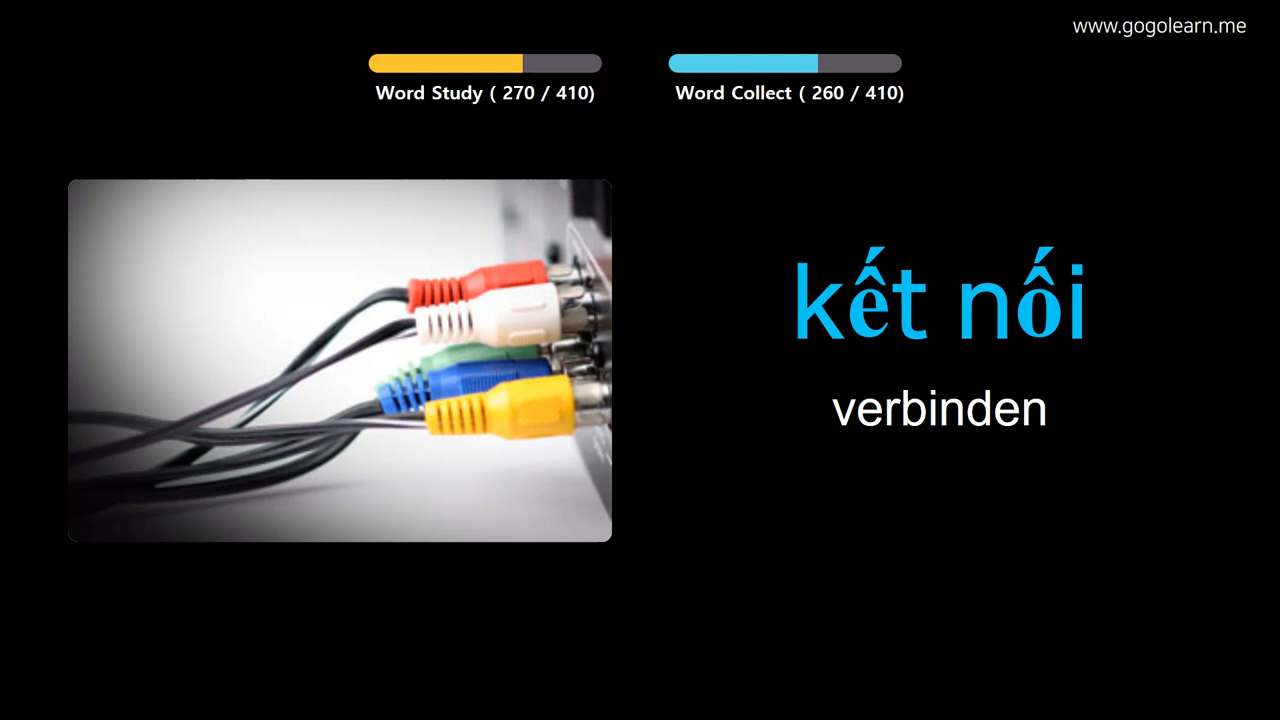 www.gogolearn.me
Word Study ( 270 / 410)
Word Collect ( 260 / 410)
kết nối
verbinden